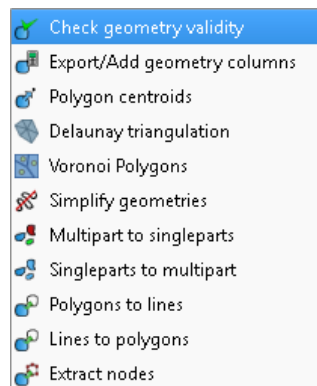 Check geometry validity
Export/Add geometry columns
Polygon centroids
Delaunay triangulation
Voronoi Polygons
Simplify geometries
Multipart to singleparts
Singleparts to multipart
Polygons to lines
Lines to polygons
Extract nodes